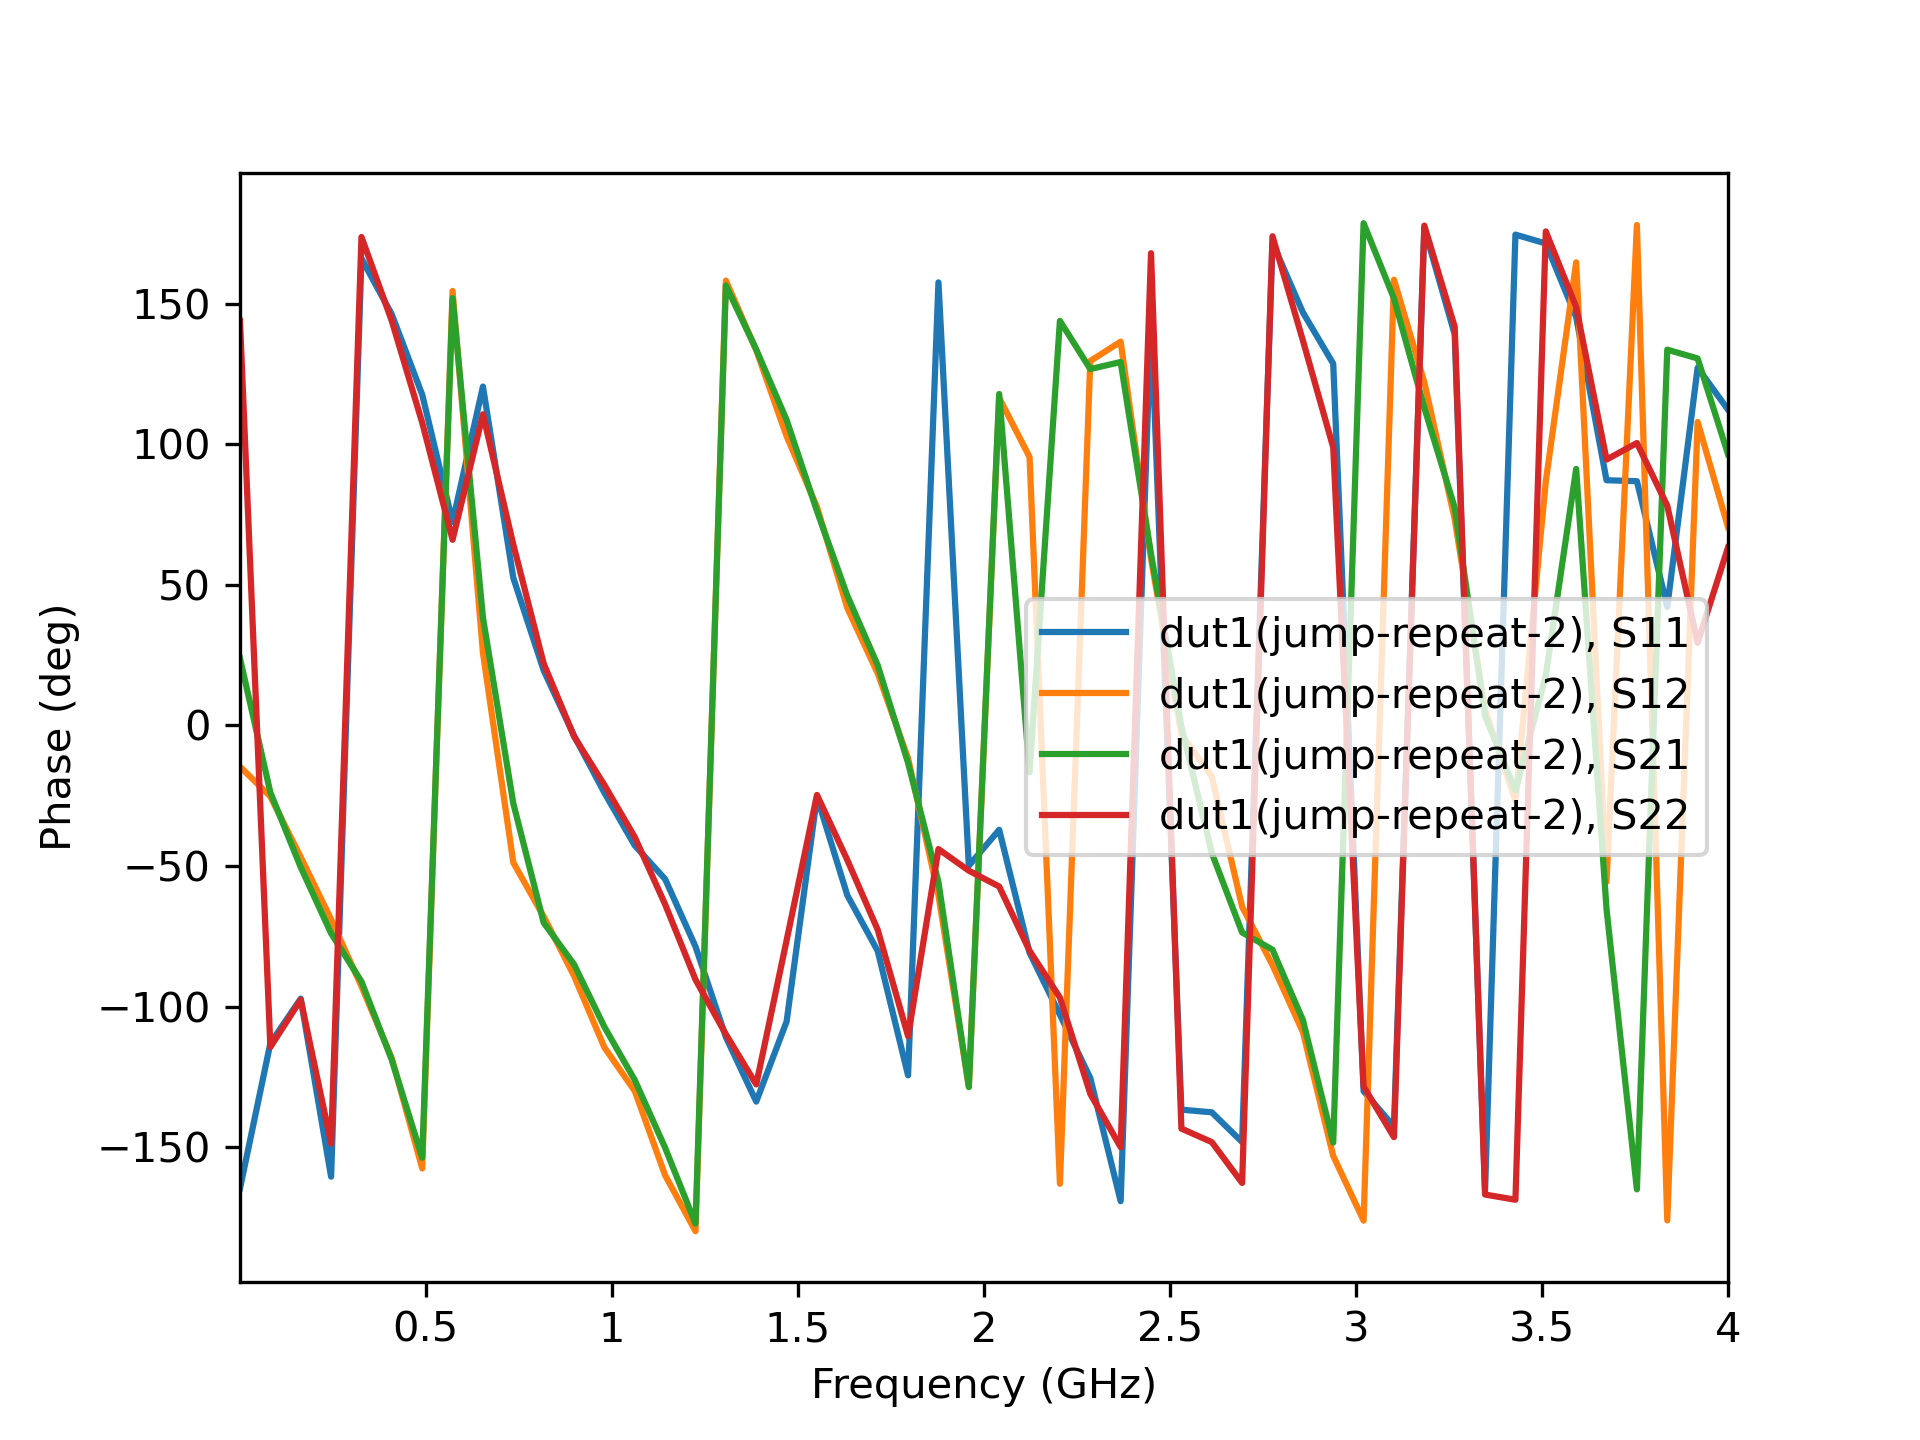 150
100
50
0
−50
−100
−150
Phase (deg)
dut1(jump-repeat-2), S11
dut1(jump-repeat-2), S12
dut1(jump-repeat-2), S21
dut1(jump-repeat-2), S22
0.5 1 1.5 2 2.5 3 3.5 4
Frequency (GHz)